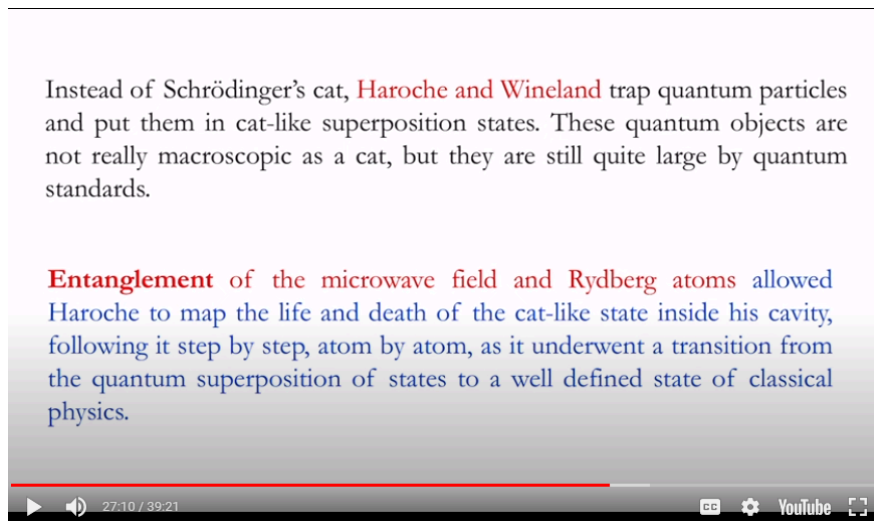 Instead of Schrödinger's cat, Haroche and Wineland trap quantum particles
and put them in cat-like superposition states. These quantum objects are
not really macroscopic as a cat, but they are still quite large by quantum
standards.
Entanglement of the microwave field and Rydberg atoms allowed
Haroche to map the life and death of the cat-like state inside his cavity,
following it step by step, atom by atom, as it underwent a transition from
the quantum superposition of states to a well defined state of classical
physics.
27:10 / 39:21 CC YouTube